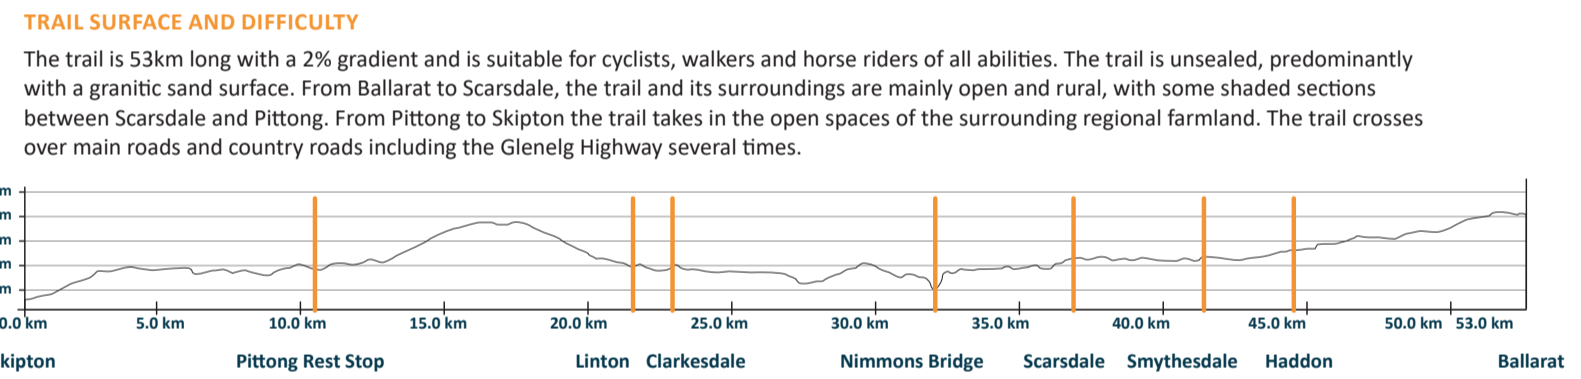 TRAIL SURFACE AND DIFFICULTY
The trail is 53km long with a 2% gradient and is suitable for cyclists, walkers and horse riders of all abilities. The trail is unsealed, predominantly
with a granitic sand surface. From Ballarat to Scarsdale, the trail and its surroundings are mainly open and rural, with some shaded sections
between Scarsdale and Pittong. From Pittong to Skipton the trail takes in the open spaces of the surrounding regional farmland. The trail crosses
over main roads and country roads including the Glenelg Highway several times.
m
m
m
m
m
0.0 km 5.0 km 10.0 km 15.0 km 20.0 km 25.0 km 30.0 km 35.0 km 40.0 km 45.0 km 50.0 km 53.0 km
kipton Pittong Rest Stop Linton Clarkesdale Nimmons Bridge Scarsdale Smythesdale Haddon Ballarat